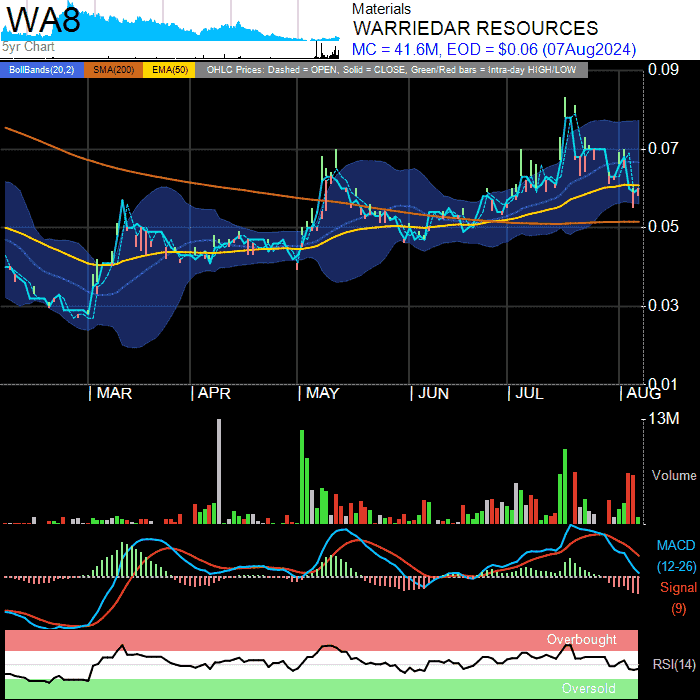 WA8
5yr Chart
Materials
WARRIEDAR RESOURCES
MC = 41.6M, EOD = $0.06 (07Aug2024)
BollBands(20,2) SMA(200) EMA(50) OHLC Prices: Dashed = OPEN, Solid = CLOSE, Green/Red bars = Intra-day HIGH/LOW
0.09
0.07
0.05
0.03
0.01
| MAR | APR | MAY | JUN | JUL | AUG
13M
Volume
MACD
(12-26)
Signal
(9)
Overbought
RSI(14)
Oversold